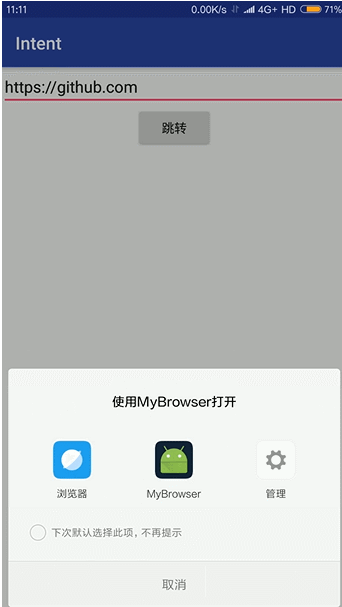 11:11 0.00K/s 4G+ HD 71%
Intent
https://github.com
跳转
使用MyBrowser打开
浏览器 MyBrowser 管理
下次默认选择此项，不再提示
取消